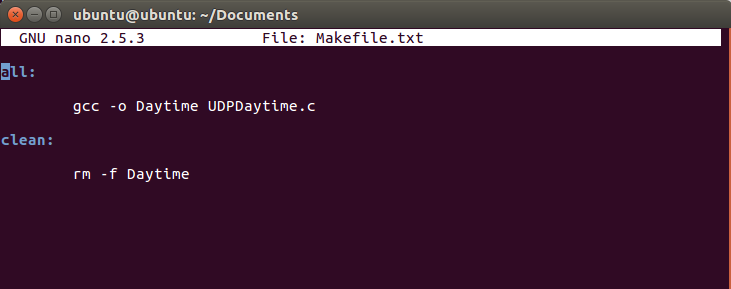 ubuntu@ubuntu: ~/Documents
GNU nano 2.5.3 File: Makefile.txt
all:
gcc -o Daytime UDPDaytime.c
clean:
rm -f Daytime